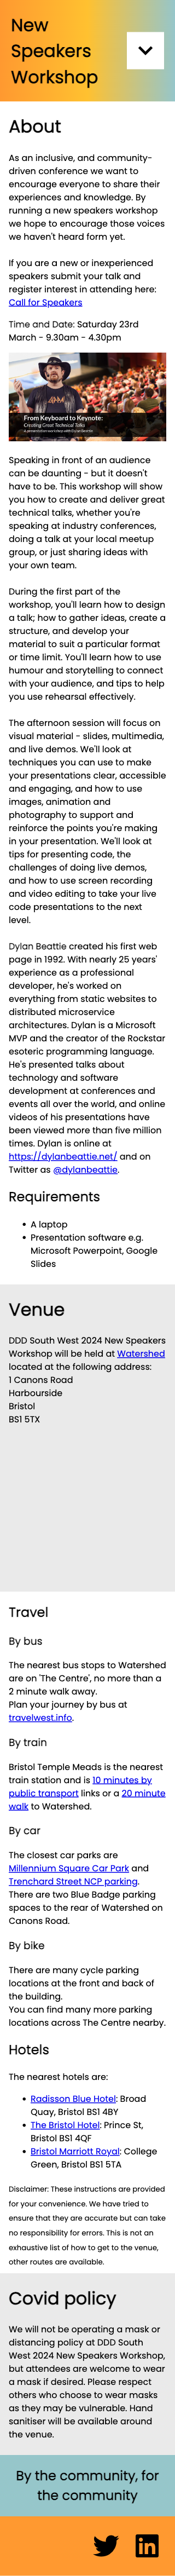 New
Speakers
Workshop
About
As an inclusive, and community-
driven conference we want to
encourage everyone to share their
experiences and knowledge. By
running a new speakers workshop
we hope to encourage those voices
we haven't heard form yet.
If you are a new or inexperienced
speakers submit your talk and
register interest in attending here:
Call for Speakers
Time and Date: Saturday 23rd
March - 9.30am - 4.30pm
From Keyboard to Keynote:
Creating Great Technical Talks
Speaking in front of an audience
can be daunting - but it doesn't
have to be. This workshop will show
you how to create and deliver great
technical talks, whether you're
speaking at industry conferences,
doing a talk at your local meetup
group, or just sharing ideas with
your own team.
During the first part of the
workshop, you'll learn how to design
a talk; how to gather ideas, create a
structure, and develop your
material to suit a particular format
or time limit. You'll learn how to use
humour and storytelling to connect
with your audience, and tips to help
you use rehearsal effectively.
The afternoon session will focus on
visual material - slides, multimedia,
and live demos. We'll look at
techniques you can use to make
your presentations clear, accessible
and engaging, and how to use
images, animation and
photography to support and
reinforce the points you're making
in your presentation. We'll look at
tips for presenting code, the
challenges of doing live demos,
and how to use screen recording
and video editing to take your live
code presentations to the next
level.
Dylan Beattie created his first web
page in 1992. With nearly 25 years'
experience as a professional
developer, he's worked on
everything from static websites to
distributed microservice
architectures. Dylan is a Microsoft
MVP and the creator of the Rockstar
esoteric programming language.
He's presented talks about
technology and software
development at conferences and
events all over the world, and online
videos of his presentations have
been viewed more than five million
times. Dylan is online at
https://dylanbeattie.net/ and on
Twitter as @dylanbeattie.
Requirements
• A laptop
• Presentation software e.g.
Microsoft Powerpoint, Google
Slides
Venue
DDD South West 2024 New Speakers
Workshop will be held at Watershed
located at the following address:
1 Canons Road
Harbourside
Bristol
BS1 5TX
Travel
By bus
The nearest bus stops to Watershed
are on 'The Centre', no more than a
2 minute walk away.
Plan your journey by bus at
travelwest.info.
By train
Bristol Temple Meads is the nearest
train station and is 10 minutes by
public transport links or a 20 minute
walk to Watershed.
By car
The closest car parks are
Millennium Square Car Park and
Trenchard Street NCP parking.
There are two Blue Badge parking
spaces to the rear of Watershed on
Canons Road.
By bike
There are many cycle parking
locations at the front and back of
the building.
You can find many more parking
locations across The Centre nearby.
Hotels
The nearest hotels are:
• Radisson Blue Hotel: Broad
Quay, Bristol BS1 4BY
• The Bristol Hotel: Prince St,
Bristol BS1 4QF
• Bristol Marriott Royal: College
Green, Bristol BS1 5TA
Disclaimer: These instructions are provided
for your convenience. We have tried to
ensure that they are accurate but can take
no responsibility for errors. This is not an
exhaustive list of how to get to the venue,
other routes are available.
Covid policy
We will not be operating a mask or
distancing policy at DDD South
West 2024 New Speakers Workshop,
but attendees are welcome to wear
a mask if desired. Please respect
others who choose to wear masks
as they may be vulnerable. Hand
sanitiser will be available around
the venue.
By the community, for
the community